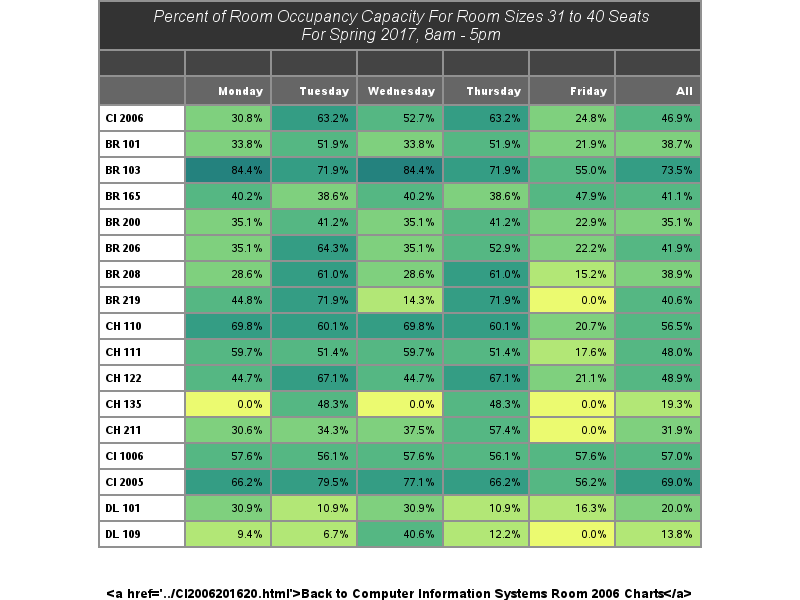 Percent of Room Occupancy Capacity For Room Sizes 31 to 40 Seats
For Spring 2017, 8am - 5pm
Monday Tuesday Wednesday Thursday Friday All
CI 2006 30.8% 63.2% 52.7% 63.2% 24.8% 46.9%
BR 101 33.8% 51.9% 33.8% 51.9% 21.9% 38.7%
BR 103 84.4% 71.9% 84.4% 71.9% 55.0% 73.5%
BR 165 40.2% 38.6% 40.2% 38.6% 47.9% 41.1%
BR 200 35.1% 41.2% 35.1% 41.2% 22.9% 35.1%
BR 206 35.1% 64.3% 35.1% 52.9% 22.2% 41.9%
BR 208 28.6% 61.0% 28.6% 61.0% 15.2% 38.9%
BR 219 44.8% 71.9% 14.3% 71.9% 0.0% 40.6%
CH 110 69.8% 60.1% 69.8% 60.1% 20.7% 56.5%
CH 111 59.7% 51.4% 59.7% 51.4% 17.6% 48.0%
CH 122 44.7% 67.1% 44.7% 67.1% 21.1% 48.9%
CH 135 0.0% 48.3% 0.0% 48.3% 0.0% 19.3%
CH 211 30.6% 34.3% 37.5% 57.4% 0.0% 31.9%
CI 1006 57.6% 56.1% 57.6% 56.1% 57.6% 57.0%
CI 2005 66.2% 79.5% 77.1% 66.2% 56.2% 69.0%
DL 101 30.9% 10.9% 30.9% 10.9% 16.3% 20.0%
DL 109 9.4% 6.7% 40.6% 12.2% 0.0% 13.8%
<a href='../CI2006201620.html'>Back to Computer Information Systems Room 2006 Charts</a>